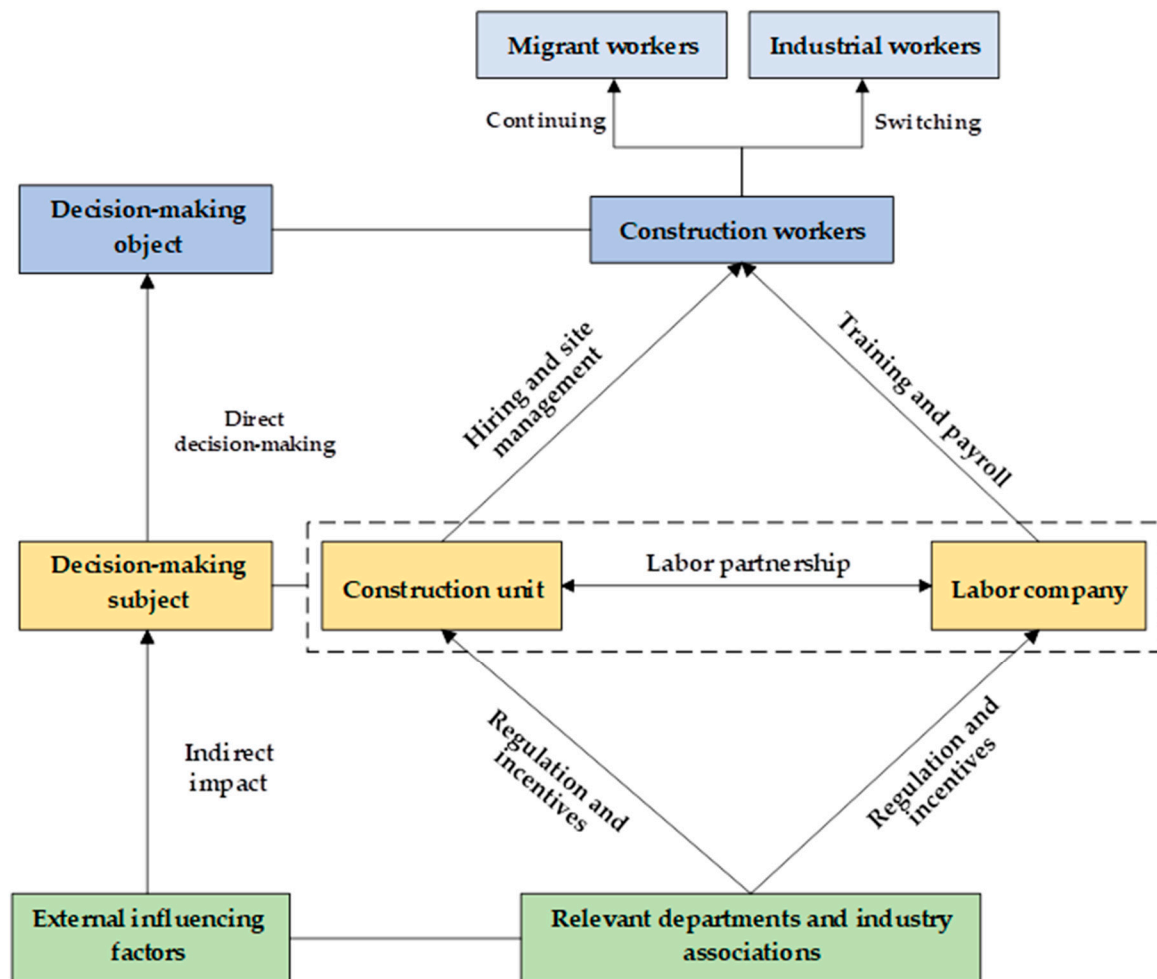 Migrant workers
Industrial workers
Continuing
Switching
Decision-making
object
Construction workers
Hiring and site
management
Training and payroll
Direct
decision-making
Decision-making
subject
Construction unit
Labor partnership
Labor company
Indirect
impact
Regulation and
incentives
Regulation and
incentives
External influencing
factors
Relevant departments and industry
associations